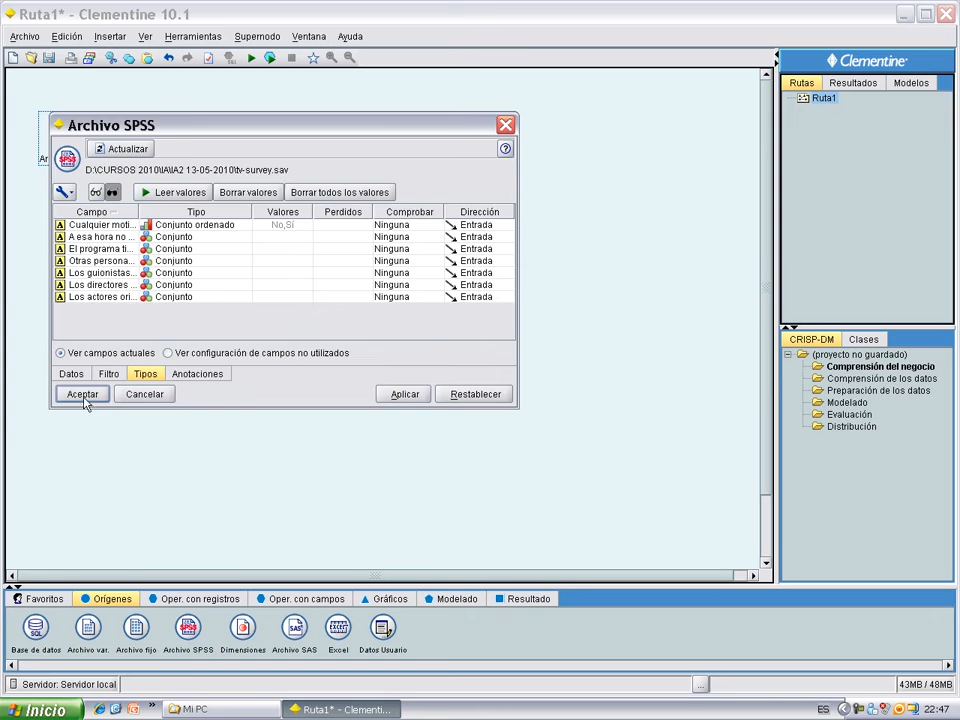 Ruta1* - Clementine 10.1
Archivo Edición Insertar Ver Herramientas Supernodo Ventana Ayuda
Clementine
Rutas Resultados Modelos
Ruta1
Ar
Archivo SPSS
SPSS Actualizar
D:\CURSOS 2010\IA\IA2 13-05-2010\tv-survey.sav
Leer valores Borrar valores Borrar todos los valores
Campo Tipo Valores Perdidos Comprobar Dirección
A Cualquier moti... Conjunto ordenado No,Sí Ninguna Entrada
A A esa hora no ... Conjunto Ninguna Entrada
A El programa ti... Conjunto Ninguna Entrada
A Otras persona... Conjunto Ninguna Entrada
A Los guionistas... Conjunto Ninguna Entrada
A Los directores ... Conjunto Ninguna Entrada
A Los actores ori... Conjunto Ninguna Entrada
Ver campos actuales Ver configuración de campos no utilizados
Datos Filtro Tipos Anotaciones
Aceptar Cancelar Aplicar Restablecer
CRISP-DM Clases
(proyecto no guardado)
Comprensión del negocio
Comprensión de los datos
Preparación de los datos
Modelado
Evaluación
Distribución
Favoritos Orígenes Oper. con registros Oper. con campos Gráficos Modelado Resultado
SQL SPSS SAS EXCEL
Base de datos Archivo var. Archivo fijo Archivo SPSS Dimensiones Archivo SAS Excel Datos Usuario
Servidor: Servidor local ... 43MB / 48MB
Inicio » Mi PC Ruta1* - Clementi... ES 22:47